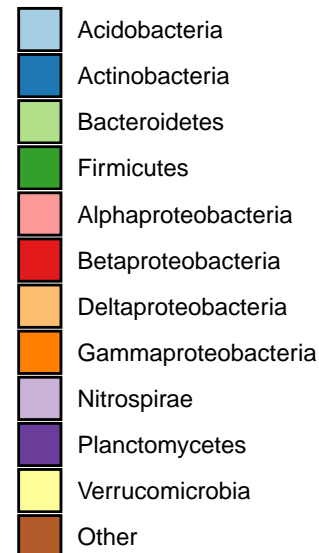 Acidobacteria
Actinobacteria
Bacteroidetes
Firmicutes
Alphaproteobacteria
Betaproteobacteria
Deltaproteobacteria
Gammaproteobacteria
Nitrospirae
Planctomycetes
Verrucomicrobia
Other